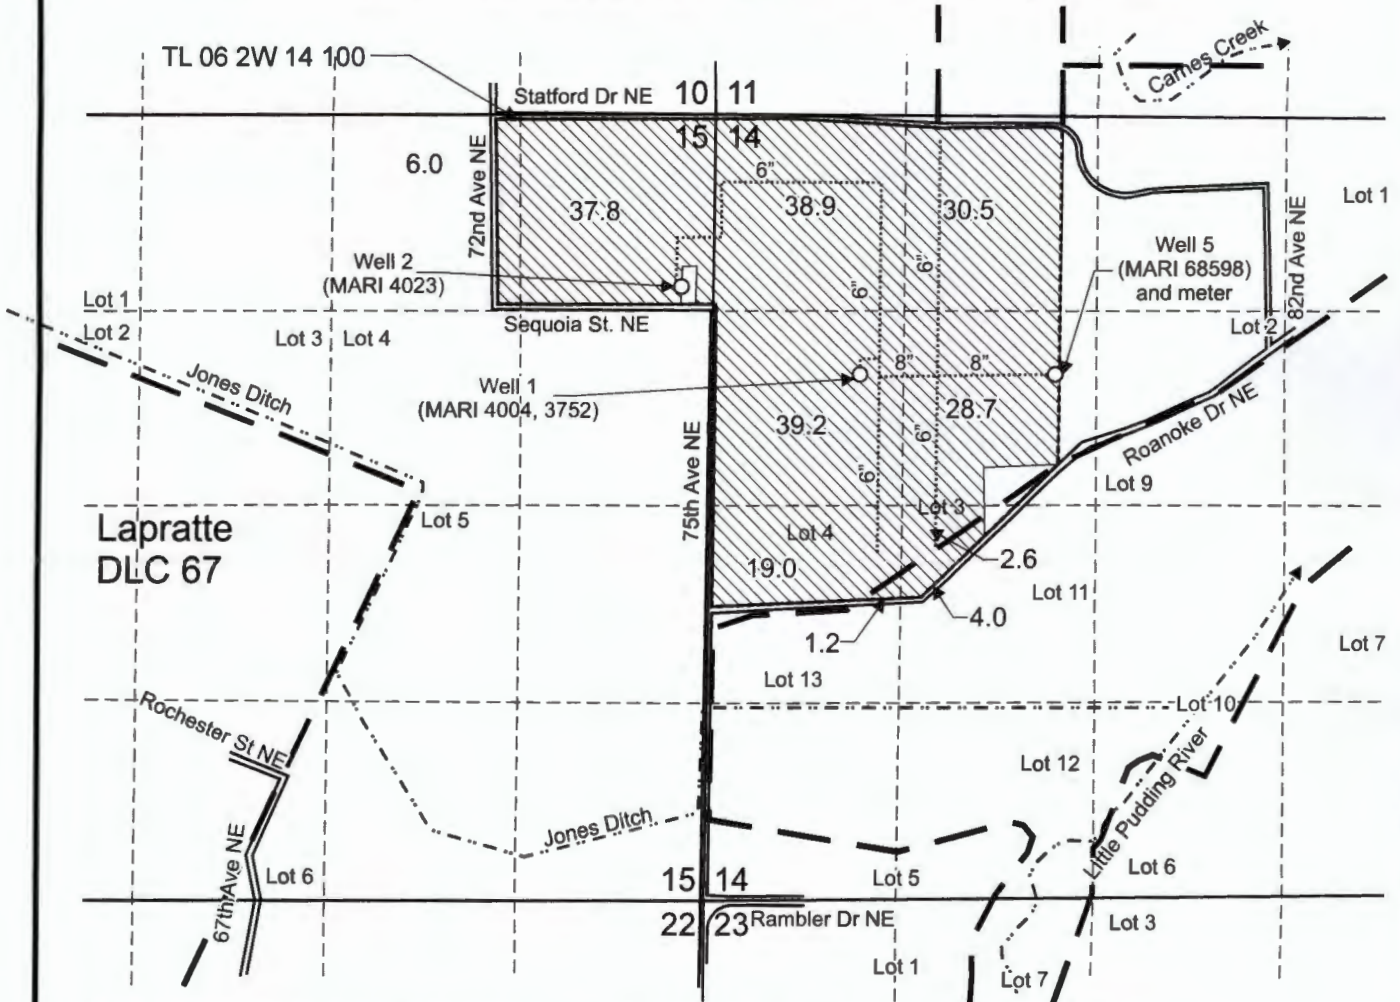 Carnes Creek
TL 06 2W 14 100
Statford Dr NE
10 11
15 14
6.0
72nd Ave NE
6"
37.8
38.9
30.5
Lot 1
82nd Ave NE
Well 2
(MARI 4023)
Well 5
(MARI 68598)
and meter
6"
6"
Lot 1
Lot 2
Lot 3
Lot 4
Sequoia St. NE
Lot 2
Jones Ditch
Well 1
(MARI 4004, 3752)
8"
8"
39.2
28.7
6"
6"
Roanoke Dr NE
75th Ave NE
Lot 9
Lapratte
DLC 67
Lot 5
Lot 3
Lot 4
19.0
2.6
Lot 11
4.0
1.2
Lot 7
Lot 13
Rochester St NE
Lot 10
Lot 12
Little Pudding River
Jones Ditch
67th Ave NE
Lot 6
15 14
Lot 5
Lot 6
22 23
Rambler Dr NE
Lot 3
Lot 1
Lot 7